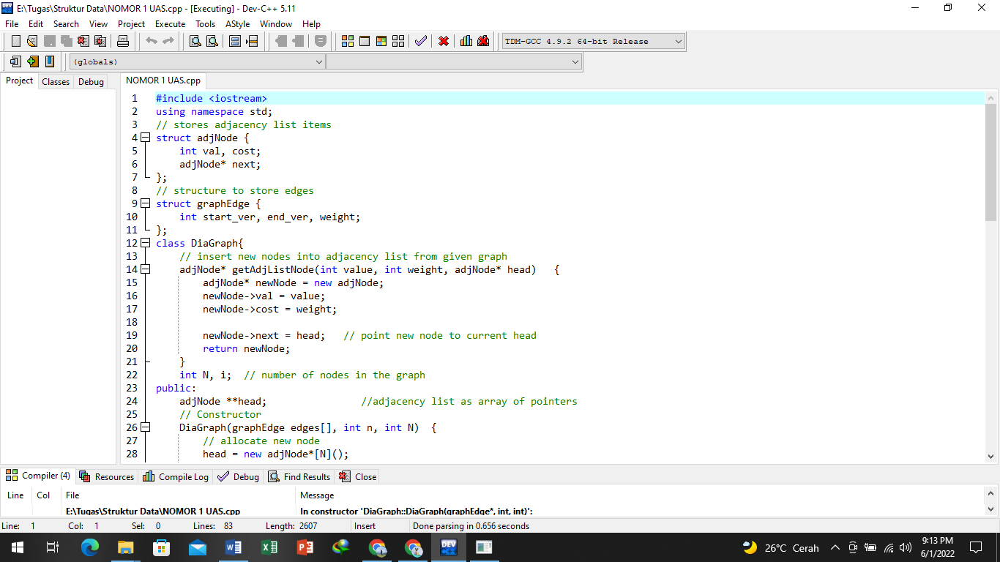 E:\Tugas\Struktur Data\NOMOR 1 UAS.cpp - [Executing] - Dev-C++ 5.11
File Edit Search View Project Execute Tools AStyle Window Help
TDM-GCC 4.9.2 64-bit Release
(globals)
Project Classes Debug NOMOR 1 UAS.cpp
1 #include <iostream>
2 using namespace std;
3 // stores adjacency list items
4 struct adjNode {
5 int val, cost;
6 adjNode* next;
7 };
8 // structure to store edges
9 struct graphEdge {
10 int start_ver, end_ver, weight;
11 };
12 class DiaGraph{
13 // insert new nodes into adjacency list from given graph
14 adjNode* getAdjListNode(int value, int weight, adjNode* head) {
15 adjNode* newNode = new adjNode;
16 newNode->val = value;
17 newNode->cost = weight;
18
19 newNode->next = head; // point new node to current head
20 return newNode;
21 }
22 int N, i; // number of nodes in the graph
23 public:
24 adjNode **head; //adjacency list as array of pointers
25 // Constructor
26 DiaGraph(graphEdge edges[], int n, int N) {
27 // allocate new node
28 head = new adjNode*[N]();
Compiler (4) Resources Compile Log Debug Find Results Close
Line Col File Message
E:\Tugas\Struktur Data\NOMOR 1 UAS.cpp In constructor 'DiaGraph::DiaGraph(graphEdge*, int, int)':
Line: 1 Col: 1 Sel: 0 Lines: 83 Length: 2607 Insert Done parsing in 0.656 seconds
26°C Cerah
9:13 PM
6/1/2022